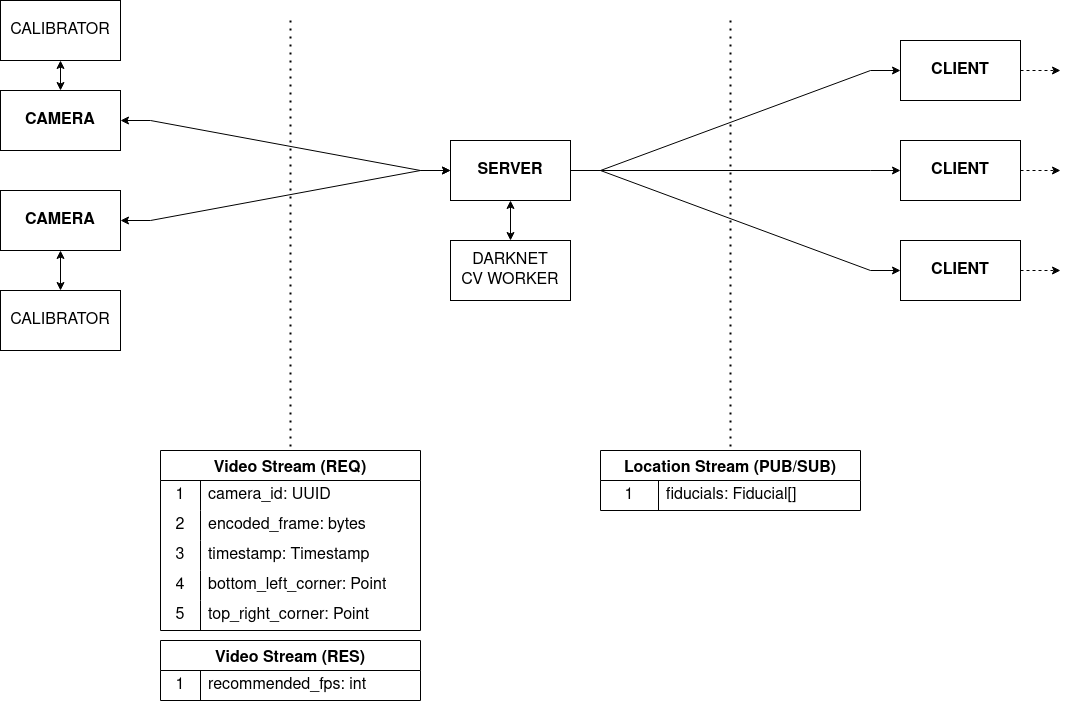 CALIBRATOR
CAMERA
CAMERA
CALIBRATOR
SERVER
DARKNET
CV WORKER
CLIENT
CLIENT
CLIENT
Video Stream (REQ)
1 camera_id: UUID
2 encoded_frame: bytes
3 timestamp: Timestamp
4 bottom_left_corner: Point
5 top_right_corner: Point
Video Stream (RES)
1 recommended_fps: int
Location Stream (PUB/SUB)
1 fiducials: Fiducial[]